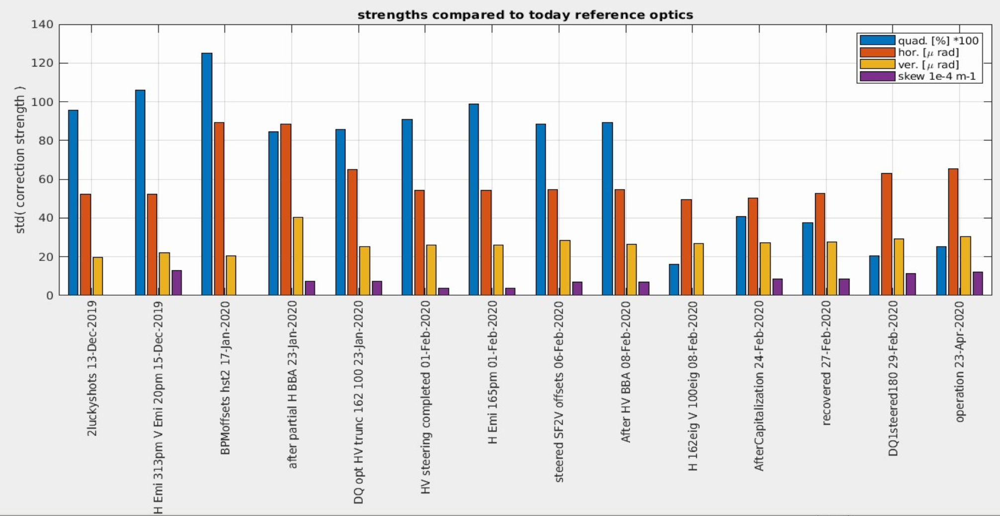 strengths compared to today reference optics
140
120
100
80
60
40
20
0
std( correction strength )
quad. [%] *100
hor. [μ rad]
ver. [μ rad]
skew 1e-4 m-1
2luckyshots 13-Dec-2019
H Emi 313pm V Emi 20pm 15-Dec-2019
BPMoffsets hst2 17-Jan-2020
after partial H BBA 23-Jan-2020
DQ opt HV trunc 162 100 23-Jan-2020
HV steering completed 01-Feb-2020
H Emi 165pm 01-Feb-2020
steered SF2V offsets 06-Feb-2020
After HV BBA 08-Feb-2020
H 162eig V 100eig 08-Feb-2020
AfterCapitalization 24-Feb-2020
recovered 27-Feb-2020
DQ1steered180 29-Feb-2020
operation 23-Apr-2020